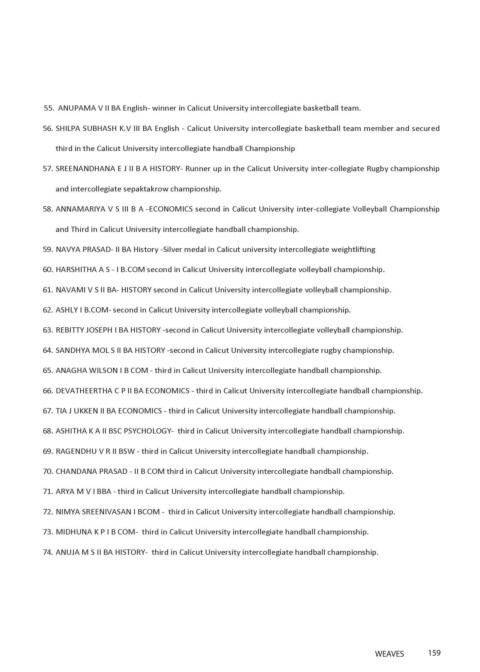 55. ANUPAMA V II BA English- winner in Calicut University intercollegiate basketball team.
56. SHILPA SUBHASH K.V III BA English - Calicut University intercollegiate basketball team member and secured
third in the Calicut University intercollegiate handball Championship
57. SREENANDHANA E J II B A HISTORY- Runner up in the Calicut University inter-collegiate Rugby championship
and intercollegiate sepaktakrow championship.
58. ANNAMARIYA V S III B A -ECONOMICS second in Calicut University inter-collegiate Volleyball Championship
and Third in Calicut University intercollegiate handball championship.
59. NAVYA PRASAD- II BA History -Silver medal in Calicut university intercollegiate weightlifting
60. HARSHITHA A S - I B.COM second in Calicut University intercollegiate volleyball championship.
61. NAVAMI V S II BA- HISTORY second in Calicut University intercollegiate volleyball championship.
62. ASHLY I B.COM- second in Calicut University intercollegiate volleyball championship.
63. REBITTY JOSEPH I BA HISTORY -second in Calicut University intercollegiate volleyball championship.
64. SANDHYA MOL S II BA HISTORY -second in Calicut University intercollegiate rugby championship.
65. ANAGHA WILSON I B COM - third in Calicut University intercollegiate handball championship.
66. DEVATHEERTHA C P II BA ECONOMICS - third in Calicut University intercollegiate handball championship.
67. TIA J UKKEN II BA ECONOMICS - third in Calicut University intercollegiate handball championship.
68. ASHITHA K A II BSC PSYCHOLOGY- third in Calicut University intercollegiate handball championship.
69. RAGENDHU V R II BSW - third in Calicut University intercollegiate handball championship.
70. CHANDANA PRASAD - II B COM third in Calicut University intercollegiate handball championship.
71. ARYA M V I BBA - third in Calicut University intercollegiate handball championship.
72. NIMYA SREENIVASAN I BCOM - third in Calicut University intercollegiate handball championship.
73. MIDHUNA K P I B COM- third in Calicut University intercollegiate handball championship.
74. ANUJA M S II BA HISTORY- third in Calicut University intercollegiate handball championship.
WEAVES 159